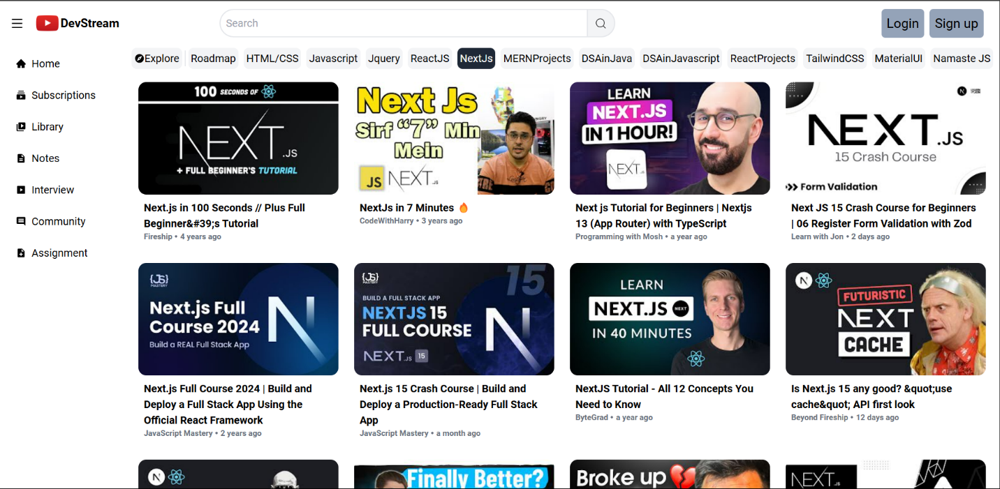 DevStream
Search
Login
Sign up
Explore Roadmap HTML/CSS Javascript Jquery ReactJS NextJs MERNProjects DSAinJava DSAinJavascript ReactProjects TailwindCSS MaterialUI Namaste JS
Home
Subscriptions
Library
Notes
Interview
Community
Assignment
100 SECONDS OF
NEXT.JS
+ FULL BEGINNER'S TUTORIAL
Next.js in 100 Seconds // Plus Full
Beginner&#39;s Tutorial
Fireship • 4 years ago
Next Js
Sirf “7” Min
Mein
JS NEXT.JS
NextJs in 7 Minutes 🔥
CodeWithHarry • 3 years ago
LEARN
NEXT.JS
IN 1 HOUR!
NEXT.JS
Next js Tutorial for Beginners | Nextjs
13 (App Router) with TypeScript
Programming with Mosh • a year ago
N
NEXT.JS
15 Crash Course
Form Validation
Next JS 15 Crash Course for Beginners
| 06 Register Form Validation with Zod
Learn with Jon • 2 days ago
{JS}
MASTERY
Next.js Full
Course 2024
Build a REAL Full Stack App
N
Next.js Full Course 2024 | Build and
Deploy a Full Stack App Using the
Official React Framework
JavaScript Mastery • 2 years ago
{JS}
MASTERY
15
BUILD A FULL STACK APP
NEXTJS 15
FULL COURSE
NEXT.JS 15
N
Next.js 15 Crash Course | Build and
Deploy a Production-Ready Full Stack
App
JavaScript Mastery • a month ago
LEARN
NEXT.JS NEXT
IN 40 MINUTES
NextJS Tutorial - All 12 Concepts You
Need to Know
ByteGrad • a year ago
N
FUTURISTIC
NEXT
CACHE
Is Next.js 15 any good? &quot;use
cache&quot; API first look
Beyond Fireship • 12 days ago
N
Finally Better?
Broke up
NEXT.JS